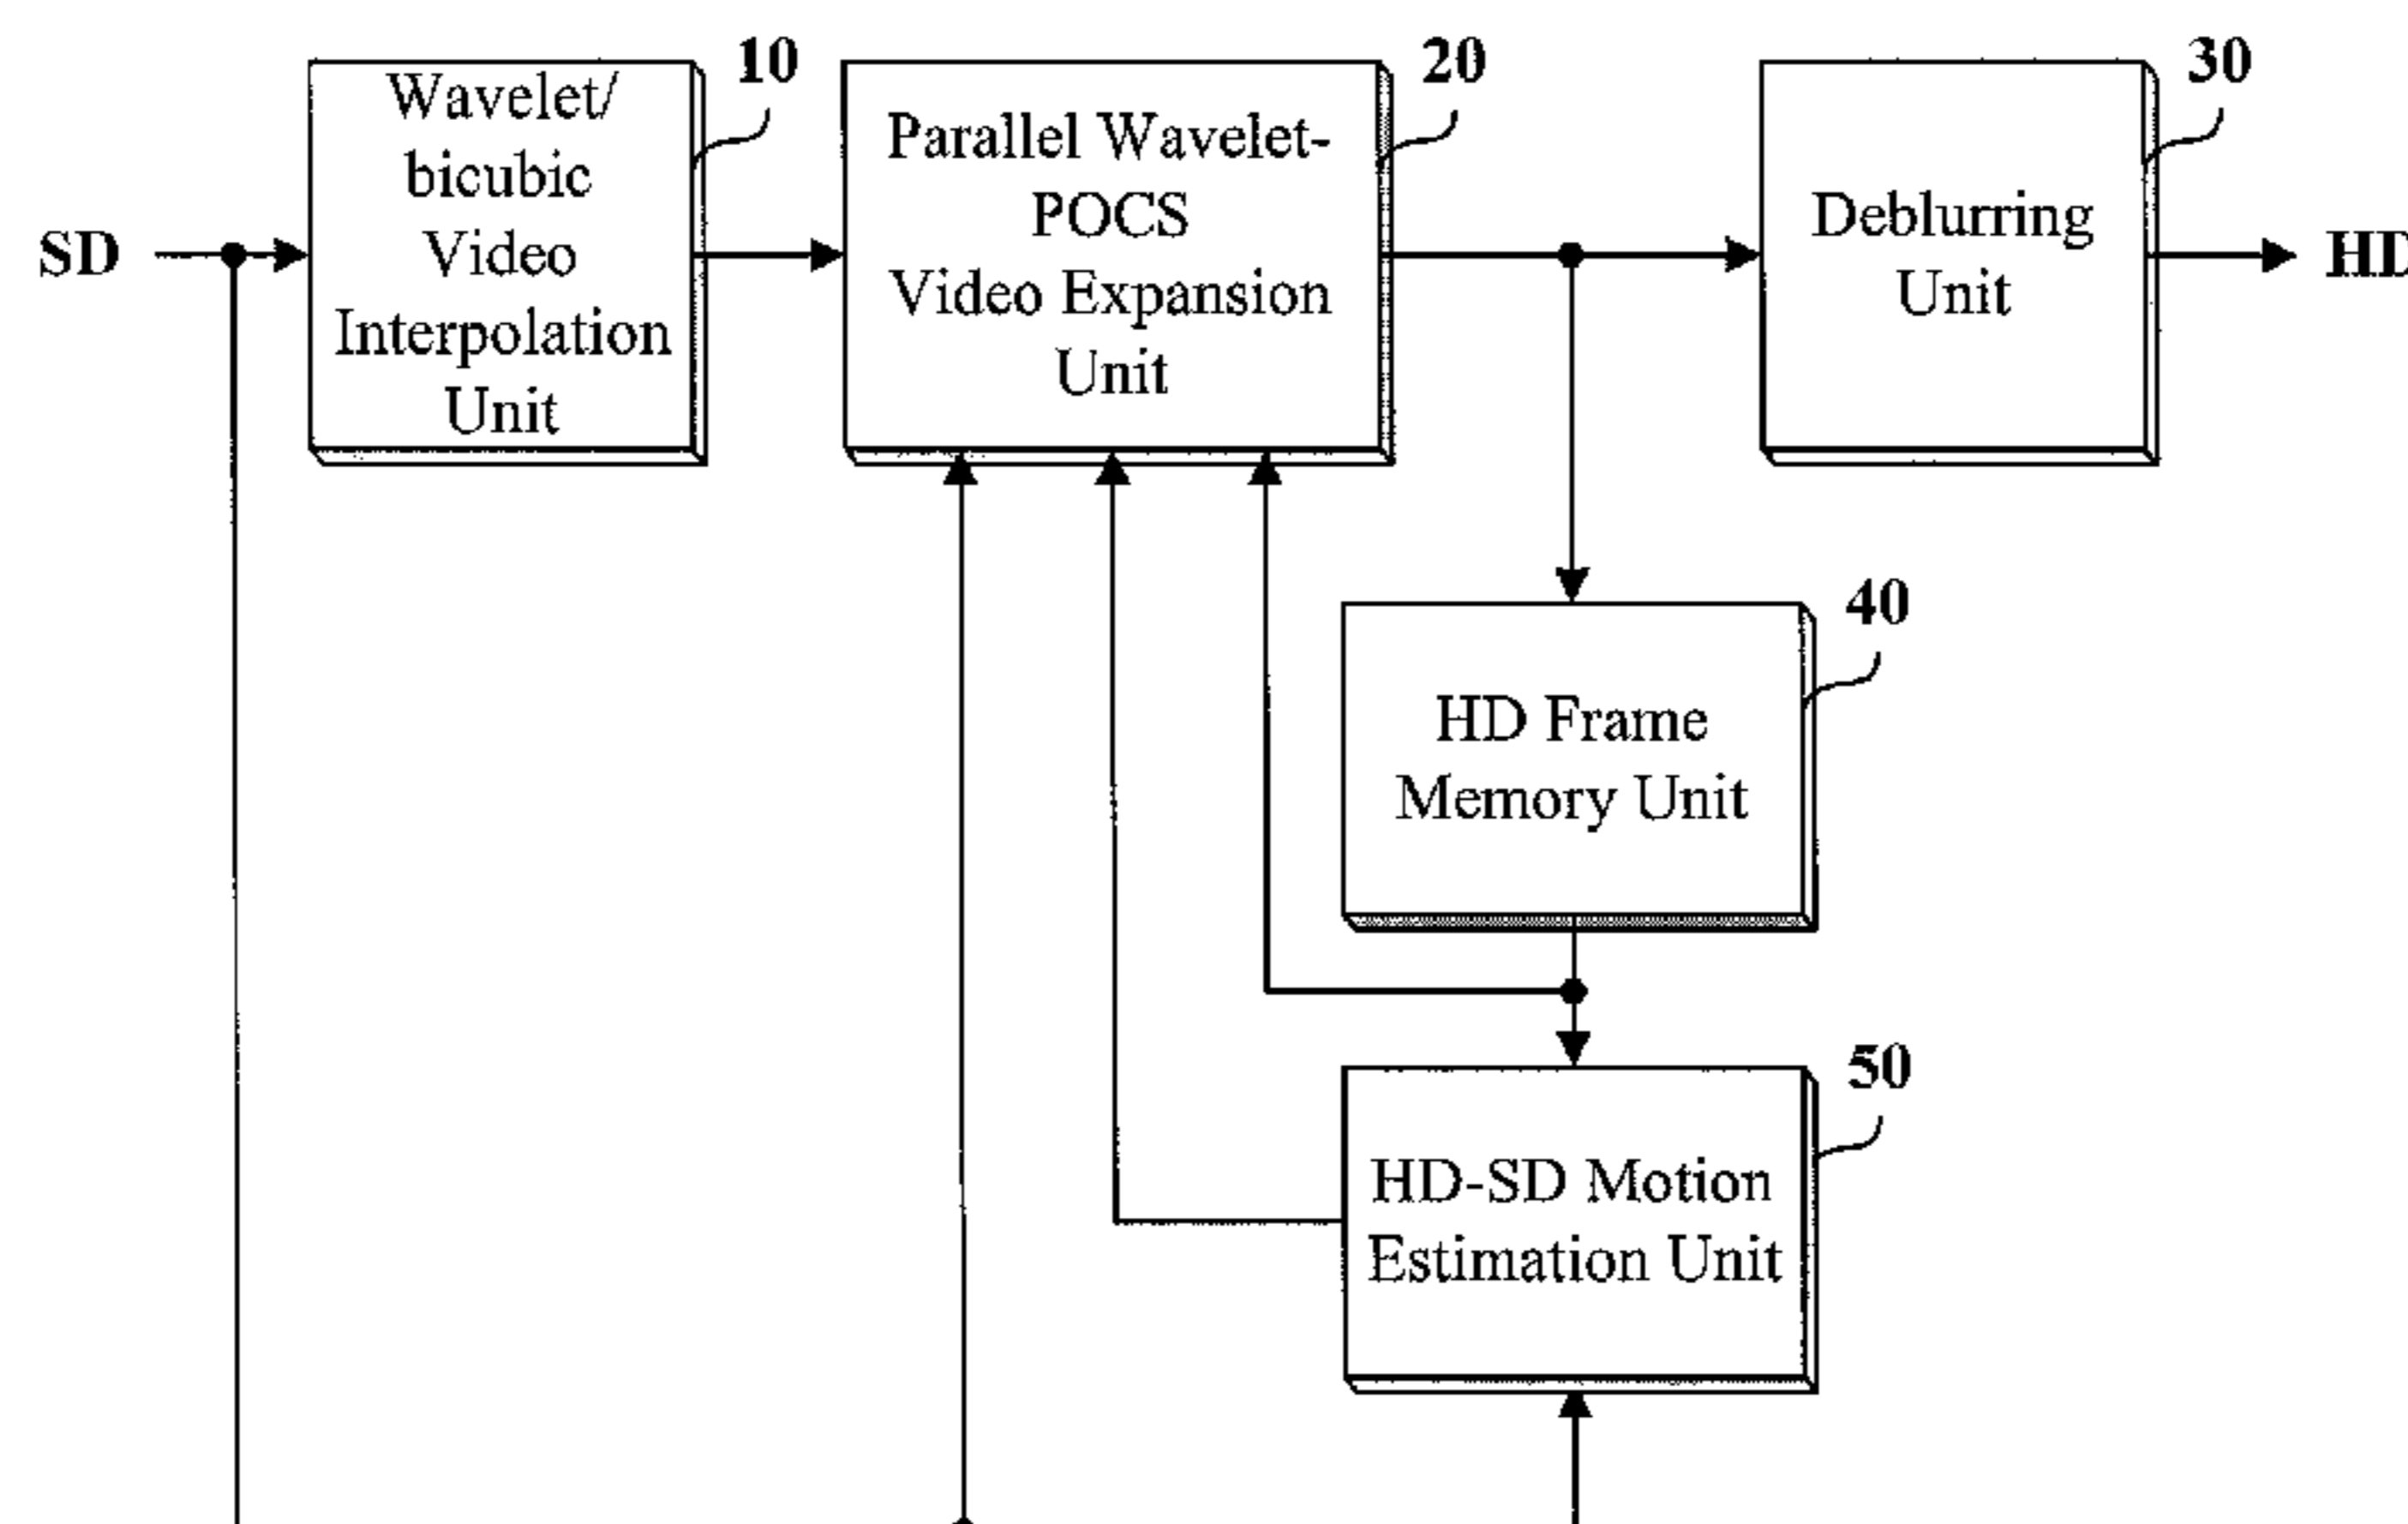 SD
Wavelet/
bicubic
Video
Interpolation
Unit
10
Parallel Wavelet-
POCS
Video Expansion
Unit
20
Deblurring
Unit
30
HD
HD Frame
Memory Unit
40
HD-SD Motion
Estimation Unit
50